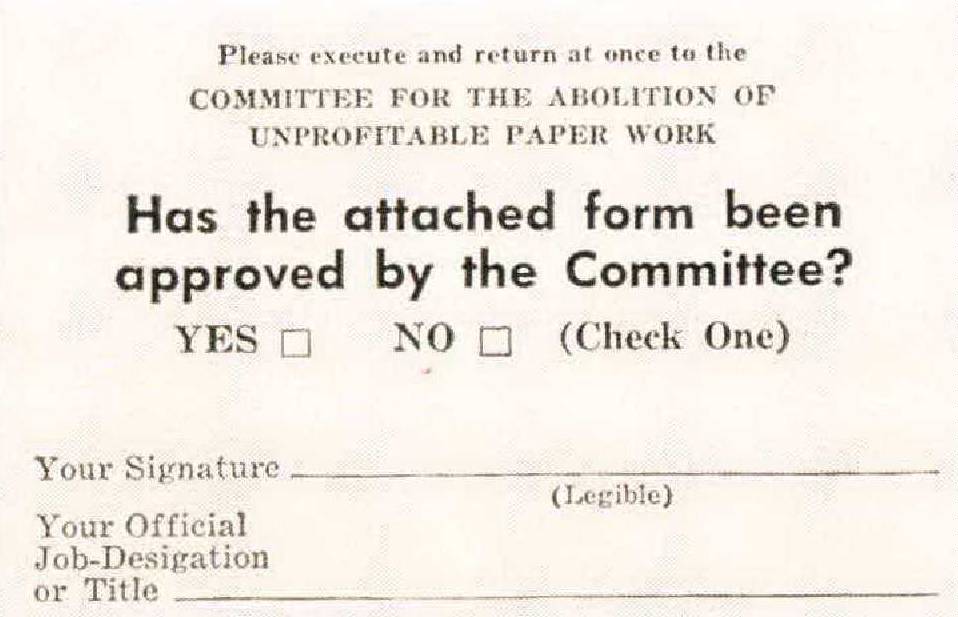 Please execute and return at once to the
COMMITTEE FOR THE ABOLITION OF
UNPROFITABLE PAPER WORK
Has the attached form been
approved by the Committee?
YES □ NO □ (Check One)
Your Signature
(Legible)
Your Official
Job-Desigation
or Title